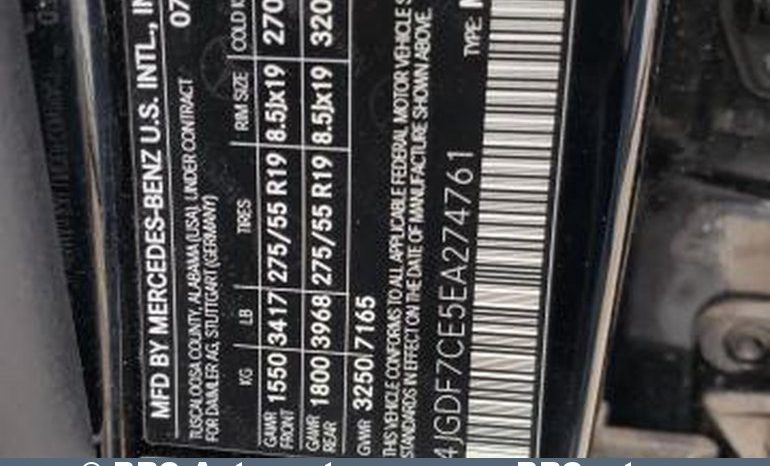 MFD BY MERCEDES-BENZ U.S. INTL., IN
07
TUSCALOOSA COUNTY, ALABAMA (USA), UNDER CONTRACT
FOR DAIMLER AG, STUTTGART (GERMANY)
KG LB TIRES RIM SIZE COLD
GAWR FRONT 1550 3417 275/55 R19 8.5Jx19 270
GAWR REAR 1800 3968 275/55 R19 8.5Jx19 320
GVWR 3250 7165
THIS VEHICLE CONFORMS TO ALL APPLICABLE FEDERAL MOTOR VEHICLE S
STANDARDS IN EFFECT ON THE DATE OF MANUFACTURE SHOWN ABOVE.
4JGDF7CE5EA274761
TYPE: